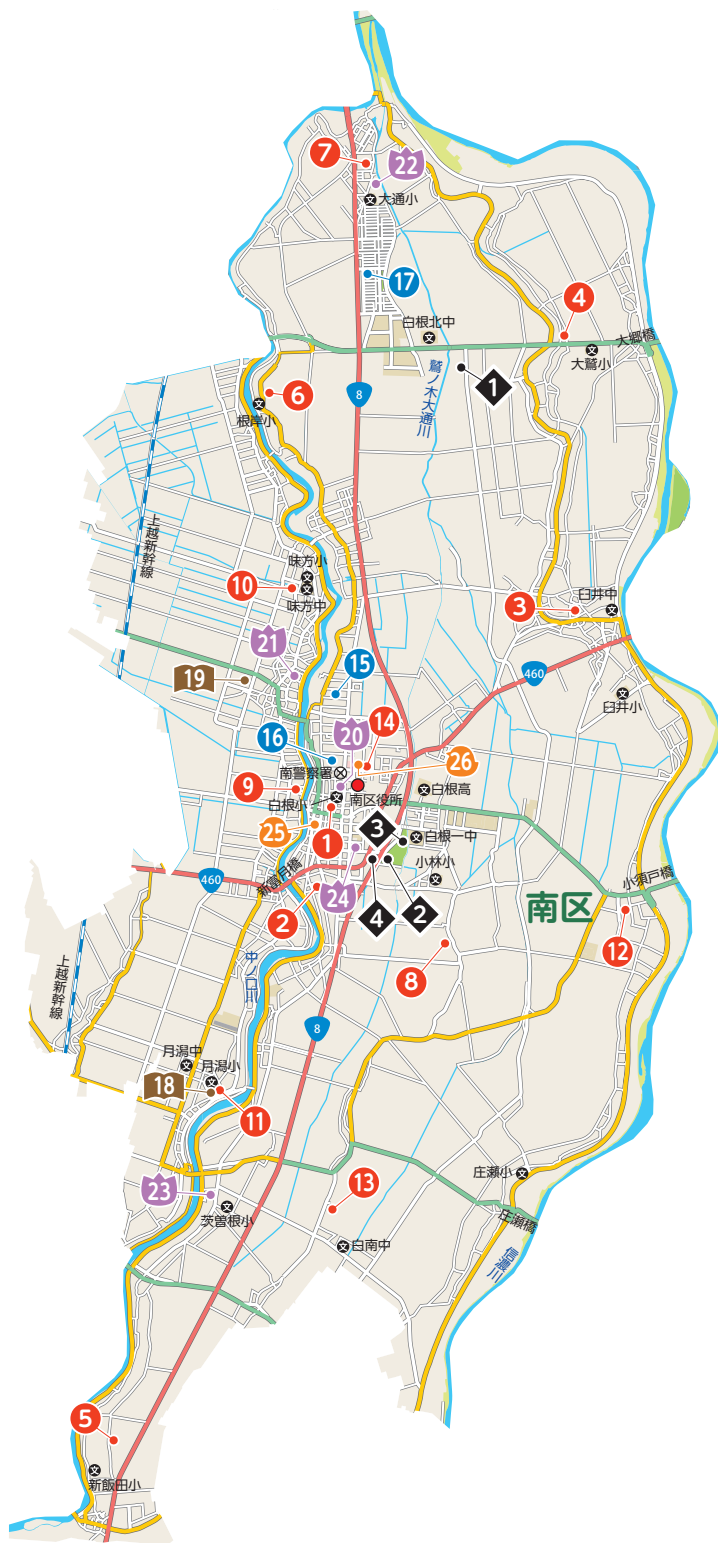 7
22
大通小
17
4
白根北中
大郷橋
大鷲小
8
1
鷲ノ木大通川
6
根岸小
上越新幹線
味方小
10
味方中
臼井中
3
21
19
15
460
臼井小
20
14
16
26
南警察署
9
白根小
南区役所
白根高
25
1
3
白根一中
小林小
新富月橋
460
24
小須戸橋
南区
2
4
2
12
8
中ノ口川
上越新幹線
8
月潟中
月潟小
18
11
庄瀬小
23
13
茨曽根小
庄瀬橋
白南中
信濃川
5
新飯田小